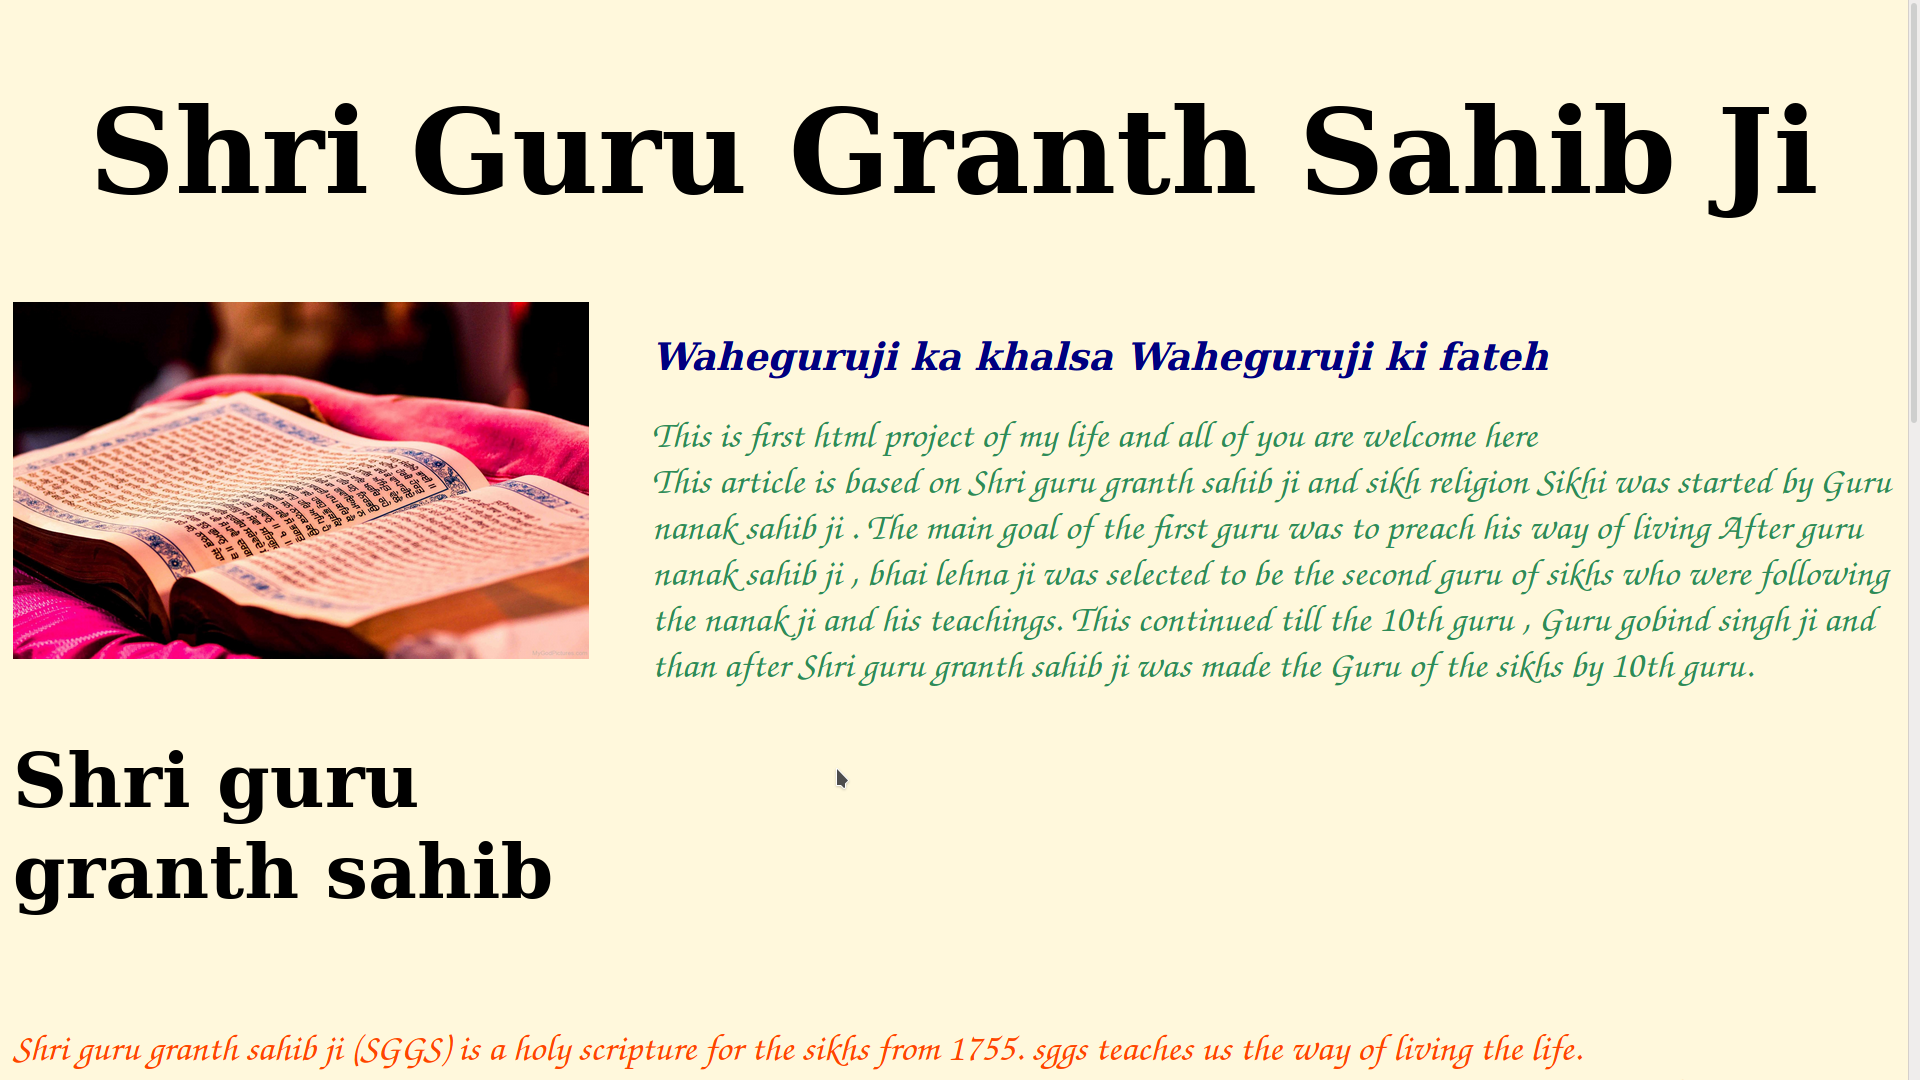 Shri Guru Granth Sahib Ji
Waheguruji ka khalsa Waheguruji ki fateh
This is first html project of my life and all of you are welcome here
This article is based on Shri guru granth sahib ji and sikh religion Sikhi was started by Guru
nanak sahib ji . The main goal of the first guru was to preach his way of living After guru
nanak sahib ji , bhai lehna ji was selected to be the second guru of sikhs who were following
the nanak ji and his teachings. This continued till the 10th guru , Guru gobind singh ji and
than after Shri guru granth sahib ji was made the Guru of the sikhs by 10th guru.
Shri guru
granth sahib
Shri guru granth sahib ji (SGGS) is a holy scripture for the sikhs from 1755. sggs teaches us the way of living the life.